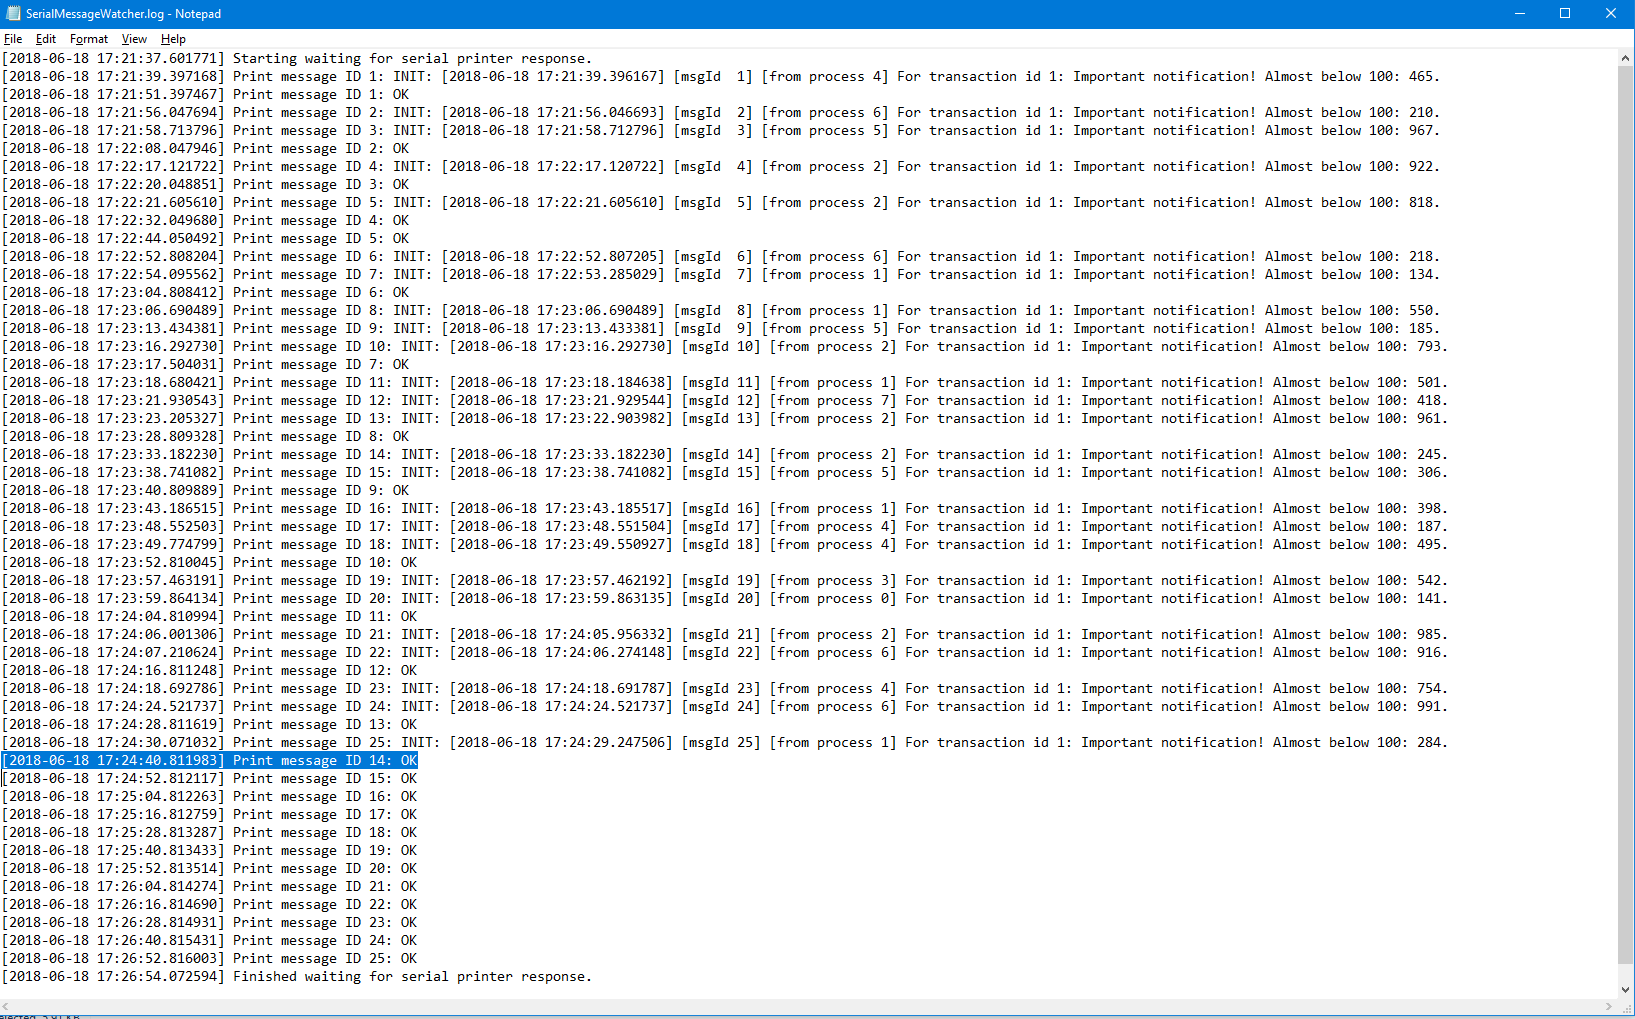 SerialMessageWatcher.log - Notepad
File Edit Format View Help
[2018-06-18 17:21:37.601771] Starting waiting for serial printer response.
[2018-06-18 17:21:39.397168] Print message ID 1: INIT: [2018-06-18 17:21:39.396167] [msgId  1] [from process 4] For transaction id 1: Important notification! Almost below 100: 465.
[2018-06-18 17:21:51.397467] Print message ID 1: OK
[2018-06-18 17:21:56.047694] Print message ID 2: INIT: [2018-06-18 17:21:56.046693] [msgId  2] [from process 6] For transaction id 1: Important notification! Almost below 100: 210.
[2018-06-18 17:21:58.713796] Print message ID 3: INIT: [2018-06-18 17:21:58.712796] [msgId  3] [from process 5] For transaction id 1: Important notification! Almost below 100: 967.
[2018-06-18 17:22:08.047946] Print message ID 2: OK
[2018-06-18 17:22:17.121722] Print message ID 4: INIT: [2018-06-18 17:22:17.120722] [msgId  4] [from process 2] For transaction id 1: Important notification! Almost below 100: 922.
[2018-06-18 17:22:20.048851] Print message ID 3: OK
[2018-06-18 17:22:21.605610] Print message ID 5: INIT: [2018-06-18 17:22:21.605610] [msgId  5] [from process 2] For transaction id 1: Important notification! Almost below 100: 818.
[2018-06-18 17:22:32.049680] Print message ID 4: OK
[2018-06-18 17:22:44.050492] Print message ID 5: OK
[2018-06-18 17:22:52.808204] Print message ID 6: INIT: [2018-06-18 17:22:52.807205] [msgId  6] [from process 6] For transaction id 1: Important notification! Almost below 100: 218.
[2018-06-18 17:22:54.095562] Print message ID 7: INIT: [2018-06-18 17:22:53.285029] [msgId  7] [from process 1] For transaction id 1: Important notification! Almost below 100: 134.
[2018-06-18 17:23:04.808412] Print message ID 6: OK
[2018-06-18 17:23:06.690489] Print message ID 8: INIT: [2018-06-18 17:23:06.690489] [msgId  8] [from process 1] For transaction id 1: Important notification! Almost below 100: 550.
[2018-06-18 17:23:13.434381] Print message ID 9: INIT: [2018-06-18 17:23:13.433381] [msgId  9] [from process 5] For transaction id 1: Important notification! Almost below 100: 185.
[2018-06-18 17:23:16.292730] Print message ID 10: INIT: [2018-06-18 17:23:16.292730] [msgId 10] [from process 2] For transaction id 1: Important notification! Almost below 100: 793.
[2018-06-18 17:23:17.504031] Print message ID 7: OK
[2018-06-18 17:23:18.680421] Print message ID 11: INIT: [2018-06-18 17:23:18.184638] [msgId 11] [from process 1] For transaction id 1: Important notification! Almost below 100: 501.
[2018-06-18 17:23:21.930543] Print message ID 12: INIT: [2018-06-18 17:23:21.929544] [msgId 12] [from process 7] For transaction id 1: Important notification! Almost below 100: 418.
[2018-06-18 17:23:23.205327] Print message ID 13: INIT: [2018-06-18 17:23:22.903982] [msgId 13] [from process 2] For transaction id 1: Important notification! Almost below 100: 961.
[2018-06-18 17:23:28.809328] Print message ID 8: OK
[2018-06-18 17:23:33.182230] Print message ID 14: INIT: [2018-06-18 17:23:33.182230] [msgId 14] [from process 2] For transaction id 1: Important notification! Almost below 100: 245.
[2018-06-18 17:23:38.741082] Print message ID 15: INIT: [2018-06-18 17:23:38.741082] [msgId 15] [from process 5] For transaction id 1: Important notification! Almost below 100: 306.
[2018-06-18 17:23:40.809889] Print message ID 9: OK
[2018-06-18 17:23:43.186515] Print message ID 16: INIT: [2018-06-18 17:23:43.185517] [msgId 16] [from process 1] For transaction id 1: Important notification! Almost below 100: 398.
[2018-06-18 17:23:48.552503] Print message ID 17: INIT: [2018-06-18 17:23:48.551504] [msgId 17] [from process 4] For transaction id 1: Important notification! Almost below 100: 187.
[2018-06-18 17:23:49.774799] Print message ID 18: INIT: [2018-06-18 17:23:49.550927] [msgId 18] [from process 4] For transaction id 1: Important notification! Almost below 100: 495.
[2018-06-18 17:23:52.810045] Print message ID 10: OK
[2018-06-18 17:23:57.463191] Print message ID 19: INIT: [2018-06-18 17:23:57.462192] [msgId 19] [from process 3] For transaction id 1: Important notification! Almost below 100: 542.
[2018-06-18 17:23:59.864134] Print message ID 20: INIT: [2018-06-18 17:23:59.863135] [msgId 20] [from process 0] For transaction id 1: Important notification! Almost below 100: 141.
[2018-06-18 17:24:04.810994] Print message ID 11: OK
[2018-06-18 17:24:06.001306] Print message ID 21: INIT: [2018-06-18 17:24:05.956332] [msgId 21] [from process 2] For transaction id 1: Important notification! Almost below 100: 985.
[2018-06-18 17:24:07.210624] Print message ID 22: INIT: [2018-06-18 17:24:06.274148] [msgId 22] [from process 6] For transaction id 1: Important notification! Almost below 100: 916.
[2018-06-18 17:24:16.811248] Print message ID 12: OK
[2018-06-18 17:24:18.692786] Print message ID 23: INIT: [2018-06-18 17:24:18.691787] [msgId 23] [from process 4] For transaction id 1: Important notification! Almost below 100: 754.
[2018-06-18 17:24:24.521737] Print message ID 24: INIT: [2018-06-18 17:24:24.521737] [msgId 24] [from process 6] For transaction id 1: Important notification! Almost below 100: 991.
[2018-06-18 17:24:28.811619] Print message ID 13: OK
[2018-06-18 17:24:30.071032] Print message ID 25: INIT: [2018-06-18 17:24:29.247506] [msgId 25] [from process 1] For transaction id 1: Important notification! Almost below 100: 284.
[2018-06-18 17:24:40.811983] Print message ID 14: OK
[2018-06-18 17:24:52.812117] Print message ID 15: OK
[2018-06-18 17:25:04.812263] Print message ID 16: OK
[2018-06-18 17:25:16.812759] Print message ID 17: OK
[2018-06-18 17:25:28.813287] Print message ID 18: OK
[2018-06-18 17:25:40.813433] Print message ID 19: OK
[2018-06-18 17:25:52.813514] Print message ID 20: OK
[2018-06-18 17:26:04.814274] Print message ID 21: OK
[2018-06-18 17:26:16.814690] Print message ID 22: OK
[2018-06-18 17:26:28.814931] Print message ID 23: OK
[2018-06-18 17:26:40.815431] Print message ID 24: OK
[2018-06-18 17:26:52.816003] Print message ID 25: OK
[2018-06-18 17:26:54.072594] Finished waiting for serial printer response.